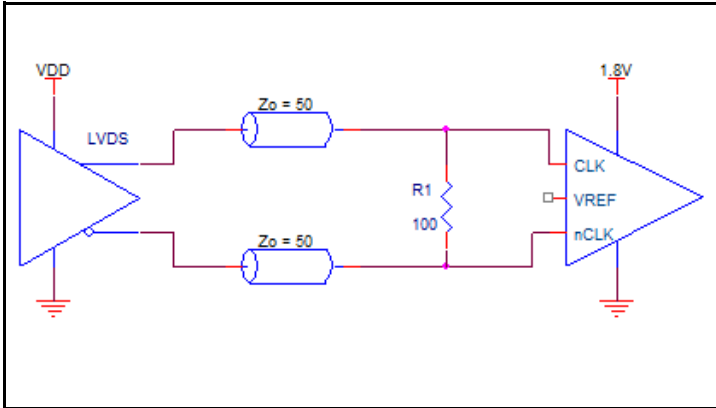 VDD
1.8V
Zo = 50
LVDS
CLK
R1
VREF
100
nCLK
Zo = 50